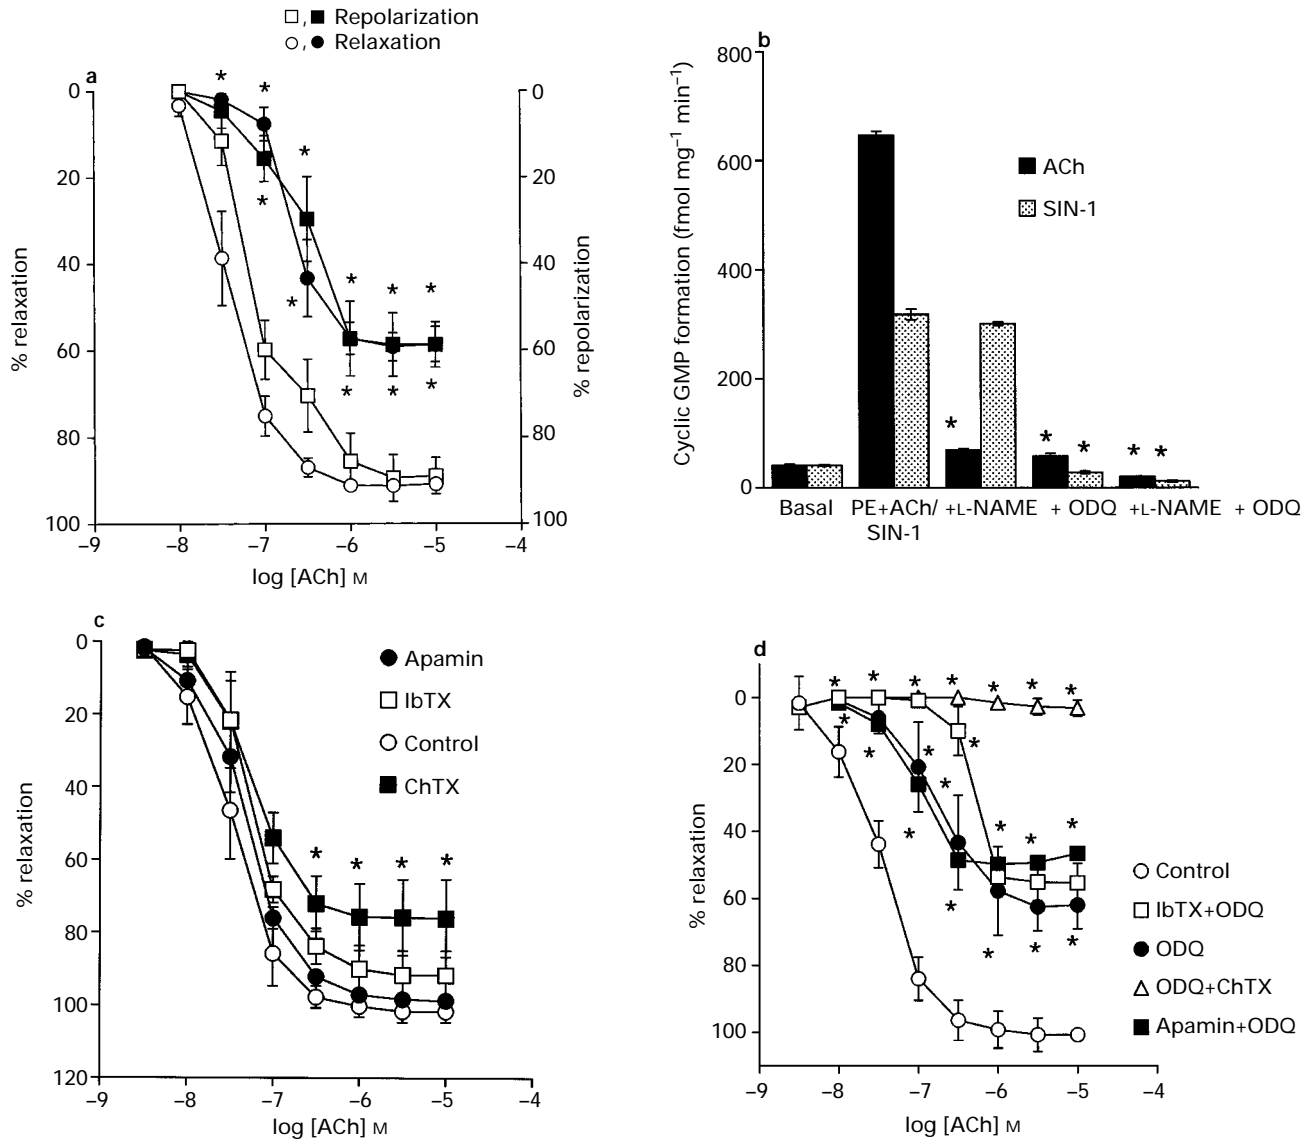 □, ■ Repolarization
○, ● Relaxation
a
0
20
40
60
80
100
% relaxation
0
20
40
60
80
100
% repolarization
* * * * * * * * * * *
–9 –8 –7 –6 –5 –4
log [ACh] M
b
800
600
400
200
0
Cyclic GMP formation (fmol mg⁻¹ min⁻¹)
ACh
SIN-1
* * * * *
Basal PE+ACh/ +L-NAME + ODQ +L-NAME + ODQ
SIN-1
c
0
20
40
60
80
100
120
% relaxation
Apamin
IbTX
Control
ChTX
* * * *
–9 –8 –7 –6 –5 –4
log [ACh] M
d
0
20
40
60
80
100
% relaxation
* * * * * * *
* * * * * *
* * * * * * *
Control
IbTX+ODQ
ODQ
ODQ+ChTX
Apamin+ODQ
–9 –8 –7 –6 –5 –4
log [ACh] M